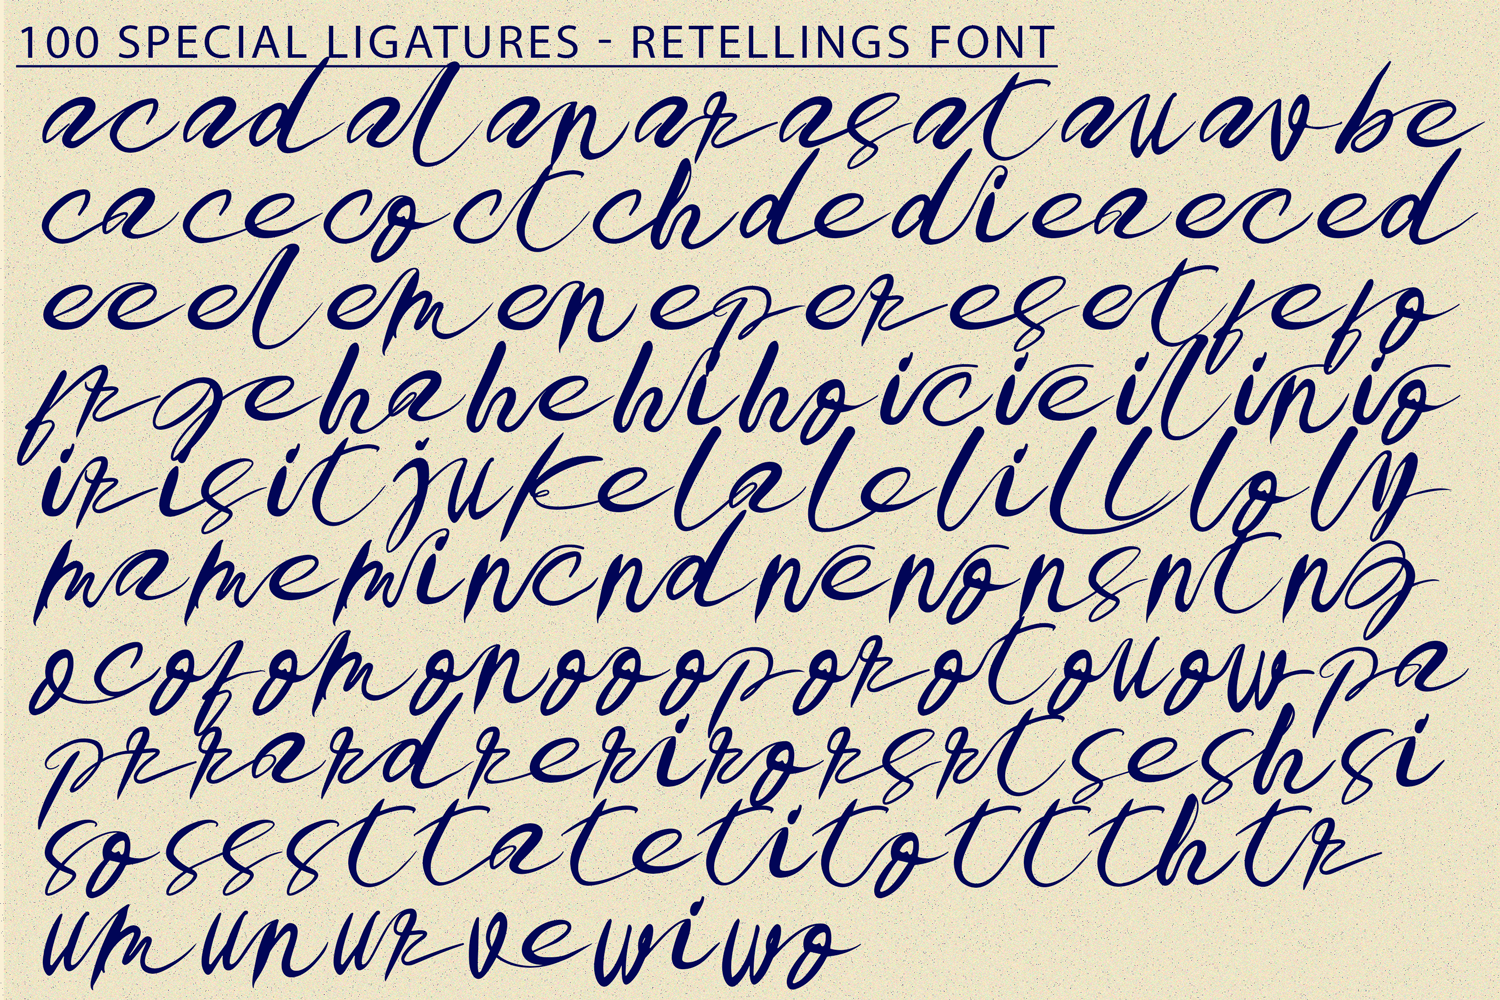 100 SPECIAL LIGATURES - RETELLINGS FONT
ac ad al an ar as at au av be
ca ce co ct ch de di ea ec ed
ee el em en ep er es et fe fo
fr ge ha he hi ho ic ie il in io
ir is it ju ke la le li ll lo ly
ma me mi nc nd ne no ns nt ng
oc of om on oo op or ot ou ow pa
pr ra rd re ri ro rs rt se sh si
so ss st ta te ti to tt th tr
um un ur ve wi wo